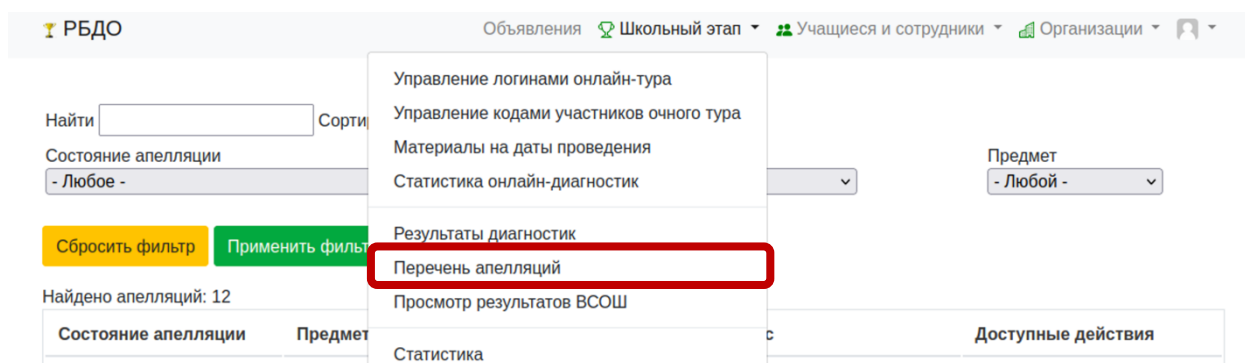 РБДО Объявления Школьный этап Учащиеся и сотрудники Организации
Управление логинами онлайн-тура
Управление кодами участников очного тура
Найти
Материалы на даты проведения
Состояние апелляции Предмет
- Любое - Статистика онлайн-диагностик - Любой -
Результаты диагностик
Сбросить фильтр Применить
Перечень апелляций
Найдено апелляций: 12 Просмотр результатов ВСОШ
Состояние апелляции Предмет Доступные действия
Статистика